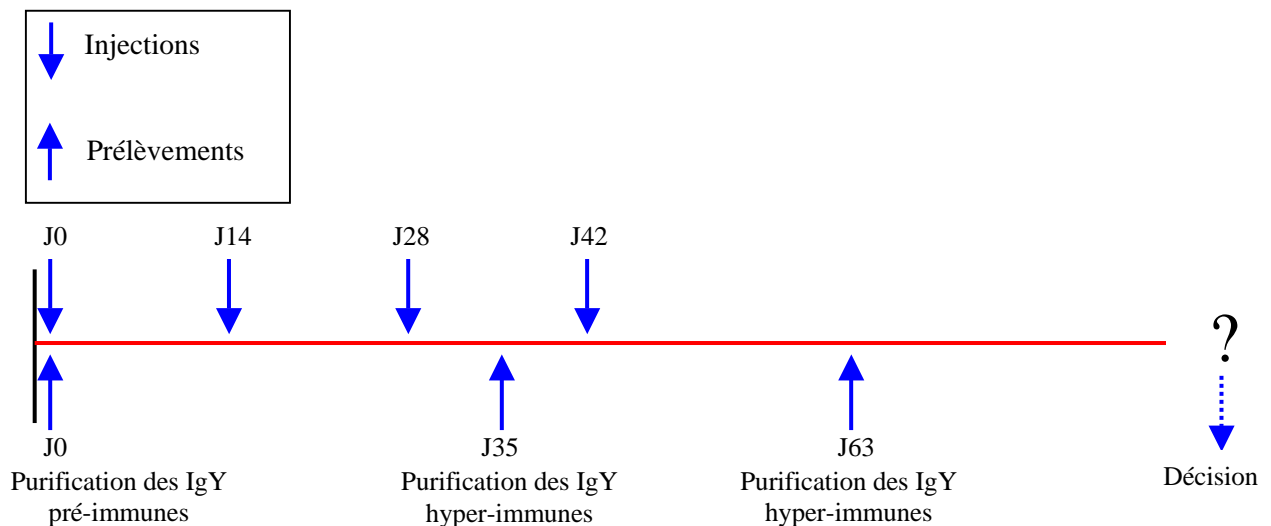 Injections
Prélèvements
J0 J14 J28 J42
?
J0 J35 J63
Purification des IgY Purification des IgY Purification des IgY Décision
pré-immunes hyper-immunes hyper-immunes